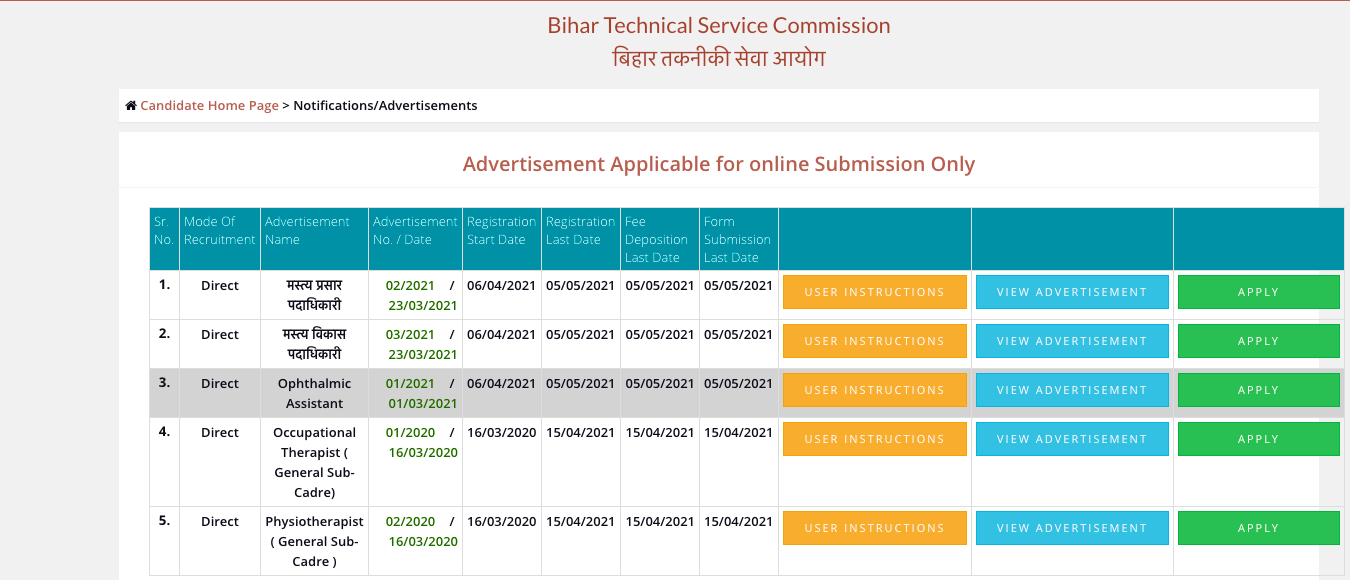 Bihar Technical Service Commission
बिहार तकनीकी सेवा आयोग
Candidate Home Page > Notifications/Advertisements
Advertisement Applicable for online Submission Only
Sr. No. Mode Of Recruitment Advertisement Name Advertisement No. / Date Registration Start Date Registration Last Date Fee Deposition Last Date Form Submission Last Date
1. Direct मत्स्य प्रसार पदाधिकारी 02/2021 / 23/03/2021 06/04/2021 05/05/2021 05/05/2021 05/05/2021 USER INSTRUCTIONS VIEW ADVERTISEMENT APPLY
2. Direct मत्स्य विकास पदाधिकारी 03/2021 / 23/03/2021 06/04/2021 05/05/2021 05/05/2021 05/05/2021 USER INSTRUCTIONS VIEW ADVERTISEMENT APPLY
3. Direct Ophthalmic Assistant 01/2021 / 01/03/2021 06/04/2021 05/05/2021 05/05/2021 05/05/2021 USER INSTRUCTIONS VIEW ADVERTISEMENT APPLY
4. Direct Occupational Therapist ( General Sub-Cadre) 01/2020 / 16/03/2020 16/03/2020 15/04/2021 15/04/2021 15/04/2021 USER INSTRUCTIONS VIEW ADVERTISEMENT APPLY
5. Direct Physiotherapist ( General Sub-Cadre ) 02/2020 / 16/03/2020 16/03/2020 15/04/2021 15/04/2021 15/04/2021 USER INSTRUCTIONS VIEW ADVERTISEMENT APPLY